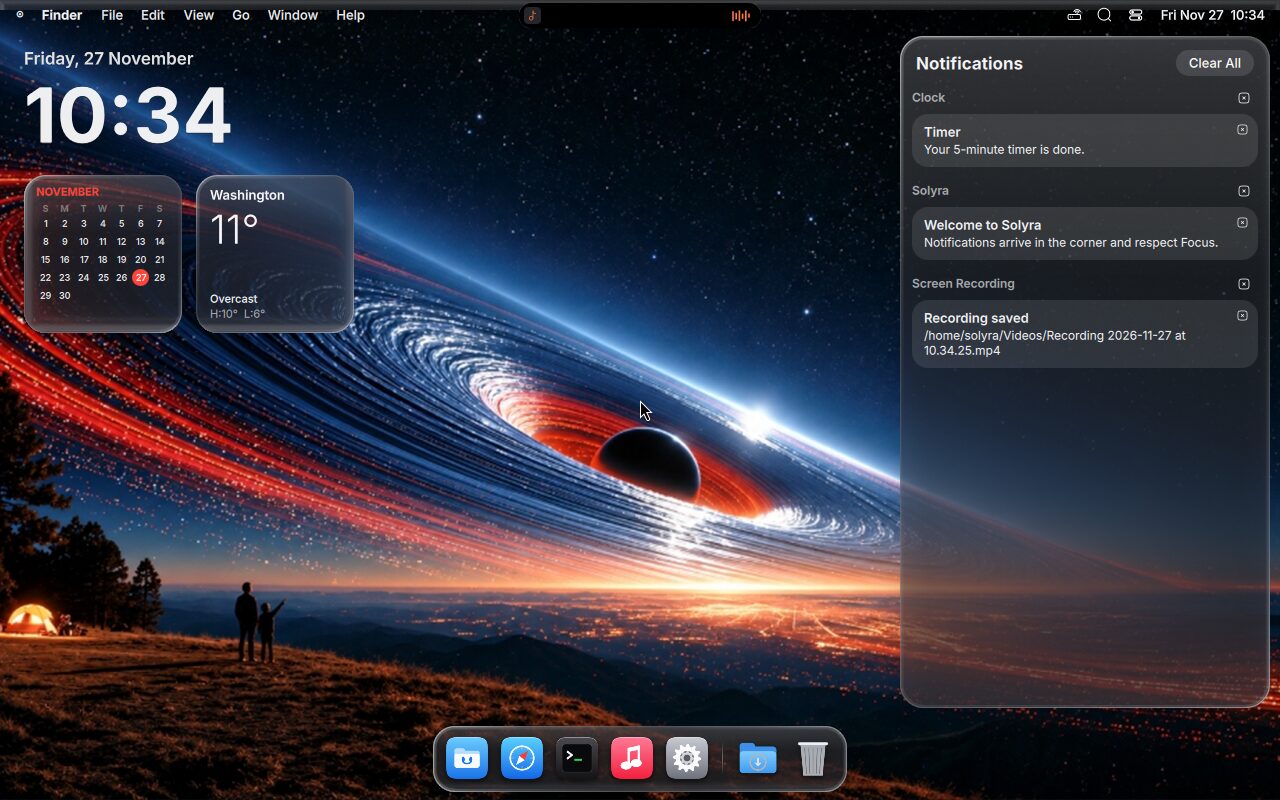 Finder File Edit View Go Window Help
Fri Nov 27 10:34
Friday, 27 November
10:34
NOVEMBER
S M T W T F S
1 2 3 4 5 6 7
8 9 10 11 12 13 14
15 16 17 18 19 20 21
22 23 24 25 26 27 28
29 30
Washington
11°
Overcast
H:10° L:6°
Notifications
Clear All
Clock
Timer
Your 5-minute timer is done.
Solyra
Welcome to Solyra
Notifications arrive in the corner and respect Focus.
Screen Recording
Recording saved
/home/solyra/Videos/Recording 2026-11-27 at
10.34.25.mp4